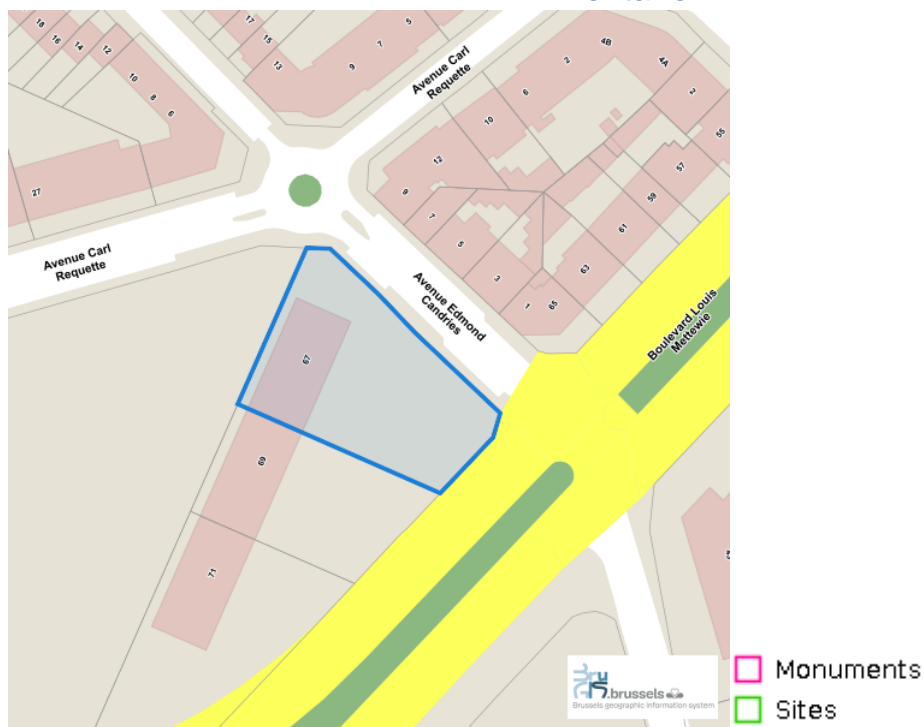 18
16
14
12
10
8
6
17
15
13
9
7
5
Avenue Carl
Requette
4B
2
6
10
12
4A
2
55
57
59
61
63
65
9
7
5
3
1
27
Avenue Carl
Requette
Avenue Edmond
Candries
Boulevard Louis
Mettewie
67
69
71
.brussels
Brussels geographic information system
Monuments
Sites